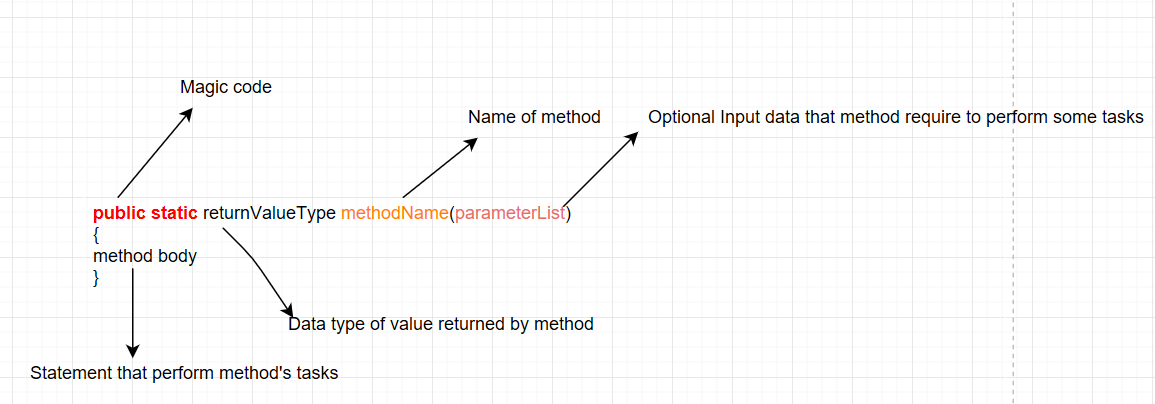 Magic code
Name of method
Optional Input data that method require to perform some tasks
public static returnValueType methodName(parameterList)
{
method body
}
Data type of value returned by method
Statement that perform method's tasks